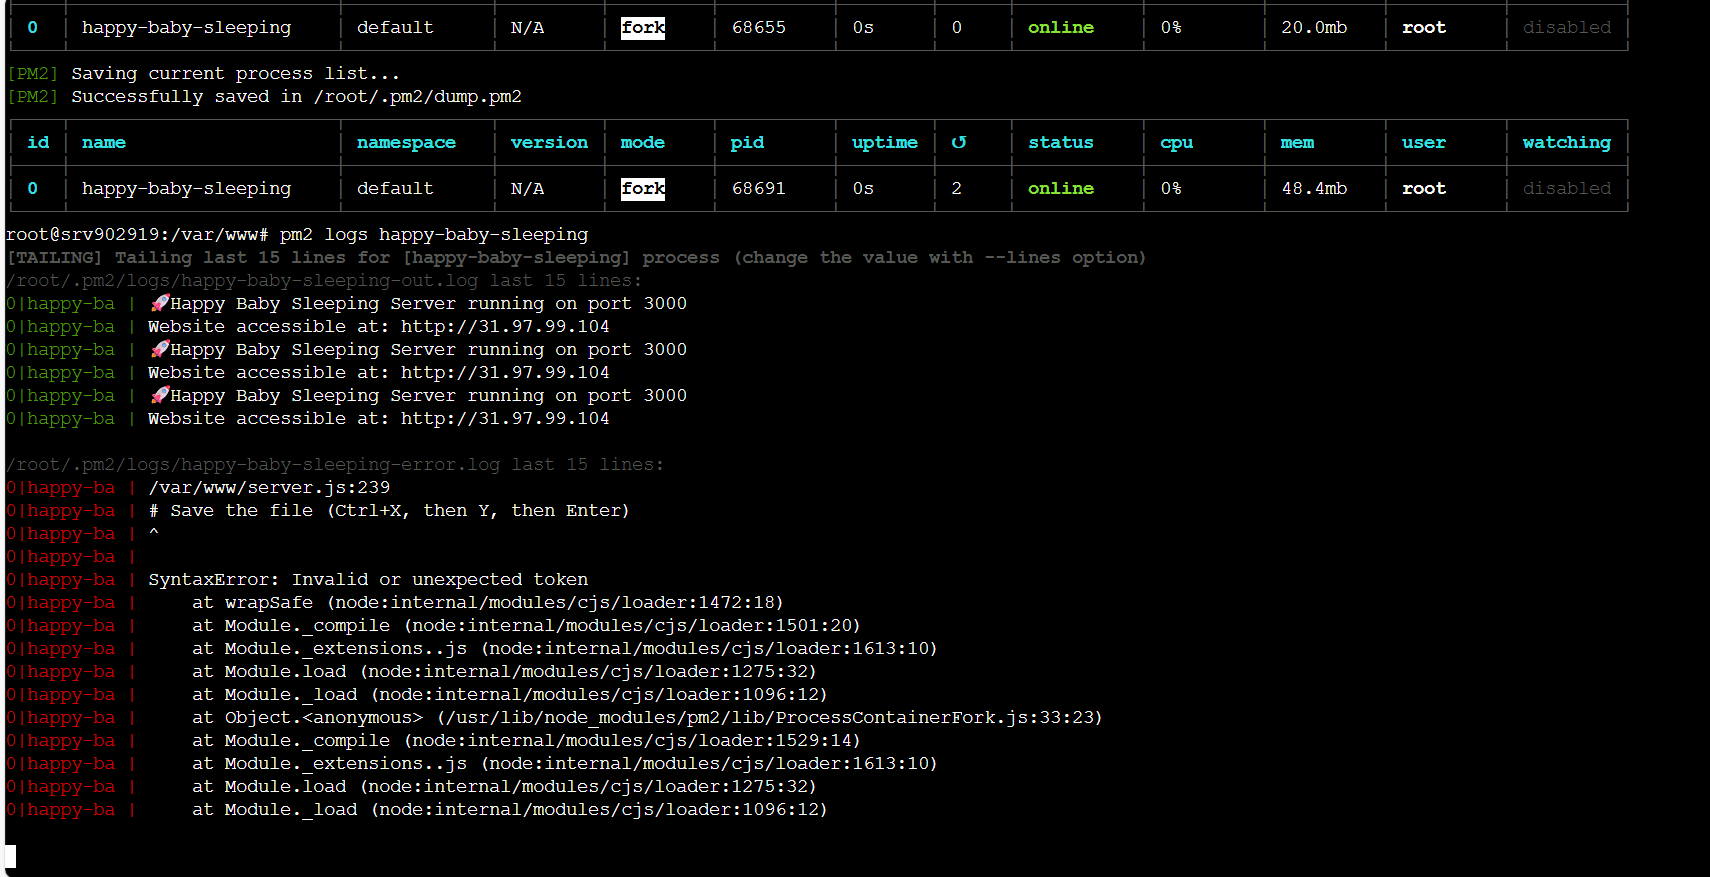 0 happy-baby-sleeping default N/A fork 68655 0s 0 online 0% 20.0mb root disabled
[PM2] Saving current process list...
[PM2] Successfully saved in /root/.pm2/dump.pm2
id name namespace version mode pid uptime ↺ status cpu mem user watching
0 happy-baby-sleeping default N/A fork 68691 0s 2 online 0% 48.4mb root disabled
root@srv902919:/var/www# pm2 logs happy-baby-sleeping
[TAILING] Tailing last 15 lines for [happy-baby-sleeping] process (change the value with --lines option)
/root/.pm2/logs/happy-baby-sleeping-out.log last 15 lines:
0|happy-ba | 🚀Happy Baby Sleeping Server running on port 3000
0|happy-ba | Website accessible at: http://31.97.99.104
0|happy-ba | 🚀Happy Baby Sleeping Server running on port 3000
0|happy-ba | Website accessible at: http://31.97.99.104
0|happy-ba | 🚀Happy Baby Sleeping Server running on port 3000
0|happy-ba | Website accessible at: http://31.97.99.104
/root/.pm2/logs/happy-baby-sleeping-error.log last 15 lines:
0|happy-ba | /var/www/server.js:239
0|happy-ba | # Save the file (Ctrl+X, then Y, then Enter)
0|happy-ba | ^
0|happy-ba |
0|happy-ba | SyntaxError: Invalid or unexpected token
0|happy-ba |     at wrapSafe (node:internal/modules/cjs/loader:1472:18)
0|happy-ba |     at Module._compile (node:internal/modules/cjs/loader:1501:20)
0|happy-ba |     at Module._extensions..js (node:internal/modules/cjs/loader:1613:10)
0|happy-ba |     at Module.load (node:internal/modules/cjs/loader:1275:32)
0|happy-ba |     at Module._load (node:internal/modules/cjs/loader:1096:12)
0|happy-ba |     at Object.<anonymous> (/usr/lib/node_modules/pm2/lib/ProcessContainerFork.js:33:23)
0|happy-ba |     at Module._compile (node:internal/modules/cjs/loader:1529:14)
0|happy-ba |     at Module._extensions..js (node:internal/modules/cjs/loader:1613:10)
0|happy-ba |     at Module.load (node:internal/modules/cjs/loader:1275:32)
0|happy-ba |     at Module._load (node:internal/modules/cjs/loader:1096:12)